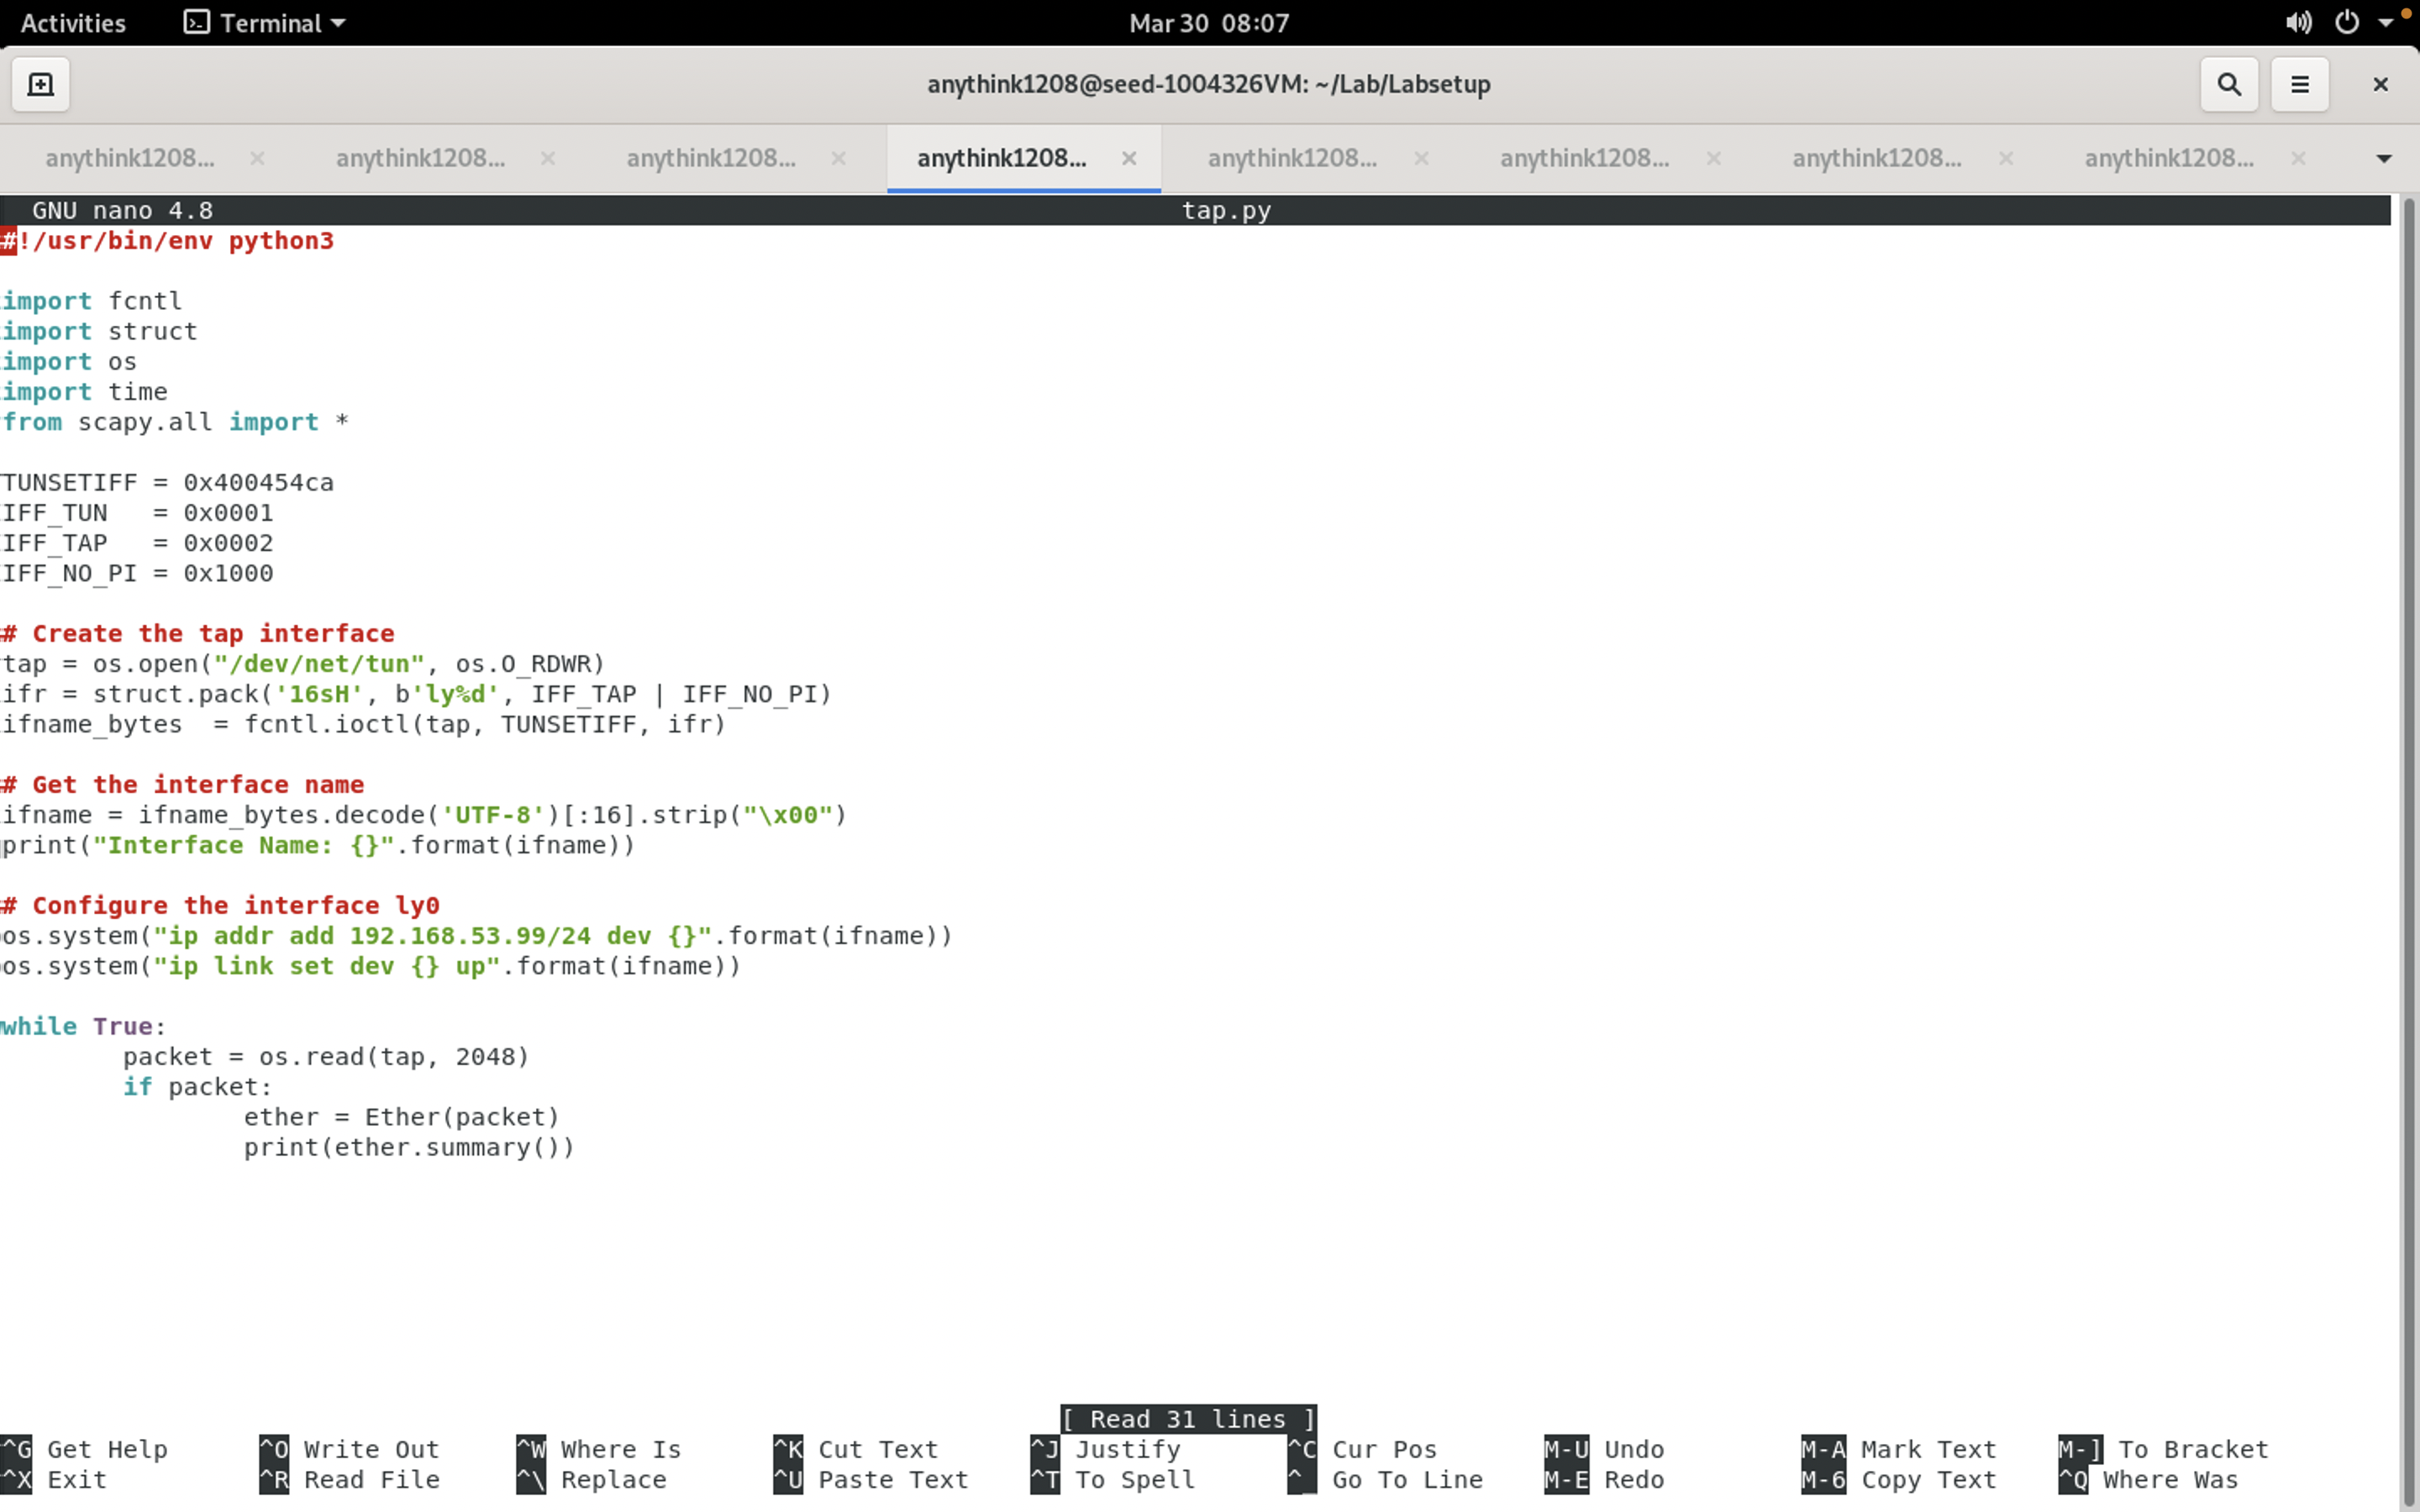 Activities Terminal Mar 30 08:07
anythink1208@seed-1004326VM: ~/Lab/Labsetup
anythink1208... anythink1208... anythink1208... anythink1208... anythink1208... anythink1208... anythink1208... anythink1208...
GNU nano 4.8 tap.py
#!/usr/bin/env python3
import fcntl
import struct
import os
import time
from scapy.all import *
TUNSETIFF = 0x400454ca
IFF_TUN   = 0x0001
IFF_TAP   = 0x0002
IFF_NO_PI = 0x1000
# Create the tap interface
tap = os.open("/dev/net/tun", os.O_RDWR)
ifr = struct.pack('16sH', b'ly%d', IFF_TAP | IFF_NO_PI)
ifname_bytes  = fcntl.ioctl(tap, TUNSETIFF, ifr)
# Get the interface name
ifname = ifname_bytes.decode('UTF-8')[:16].strip("\x00")
print("Interface Name: {}".format(ifname))
# Configure the interface ly0
os.system("ip addr add 192.168.53.99/24 dev {}".format(ifname))
os.system("ip link set dev {} up".format(ifname))
while True:
        packet = os.read(tap, 2048)
        if packet:
                ether = Ether(packet)
                print(ether.summary())
[ Read 31 lines ]
^G Get Help ^O Write Out ^W Where Is ^K Cut Text ^J Justify ^C Cur Pos M-U Undo M-A Mark Text M-] To Bracket
^X Exit ^R Read File ^\ Replace ^U Paste Text ^T To Spell ^_ Go To Line M-E Redo M-6 Copy Text ^Q Where Was